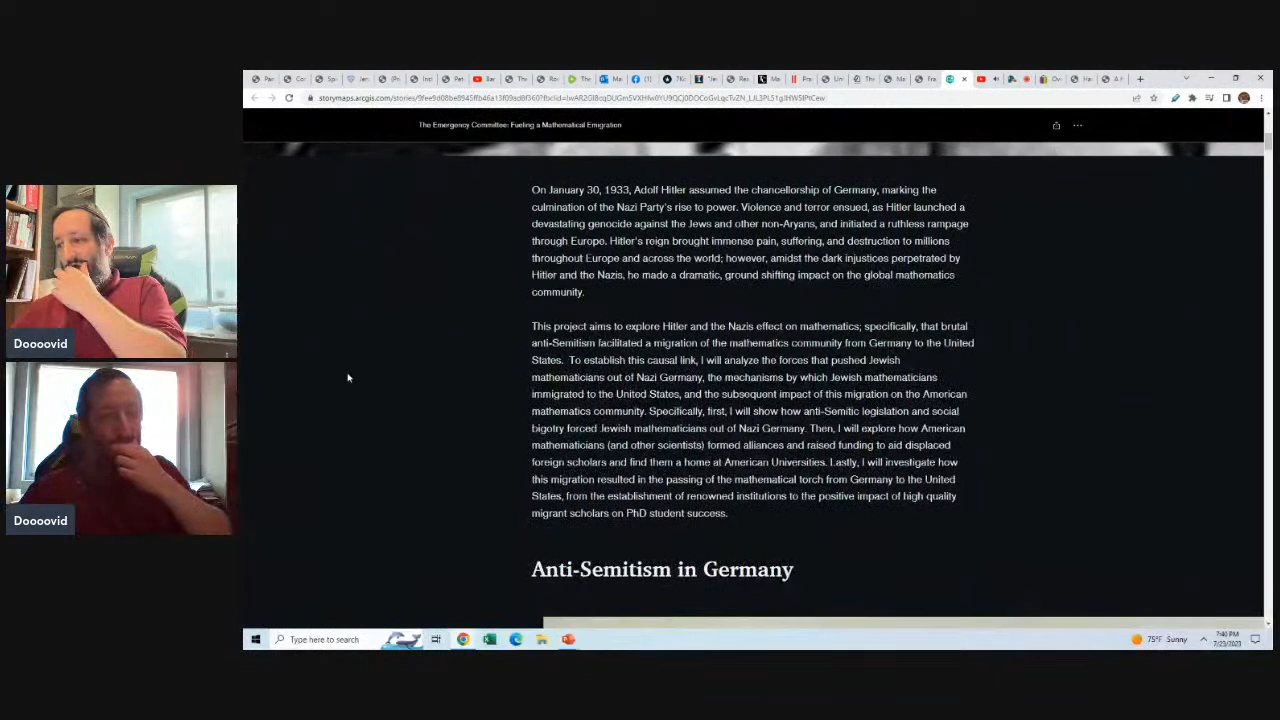 storymaps.arcgis.com/stories/
The Emergency Committee: Fueling a Mathematical Emigration
On January 30, 1933, Adolf Hitler assumed the chancellorship of Germany, marking the
culmination of the Nazi Party's rise to power. Violence and terror ensued, as Hitler launched a
devastating genocide against the Jews and other non-Aryans, and initiated a ruthless rampage
through Europe. Hitler's reign brought immense pain, suffering, and destruction to millions
throughout Europe and across the world; however, amidst the dark injustices perpetrated by
Hitler and the Nazis, he made a dramatic, ground shifting impact on the global mathematics
community.
This project aims to explore Hitler and the Nazis effect on mathematics; specifically, that brutal
anti-Semitism facilitated a migration of the mathematics community from Germany to the United
States. To establish this causal link, I will analyze the forces that pushed Jewish
mathematicians out of Nazi Germany, the mechanisms by which Jewish mathematicians
immigrated to the United States, and the subsequent impact of this migration on the American
mathematics community. Specifically, first, I will show how anti-Semitic legislation and social
bigotry forced Jewish mathematicians out of Nazi Germany. Then, I will explore how American
mathematicians (and other scientists) formed alliances and raised funding to aid displaced
foreign scholars and find them a home at American Universities. Lastly, I will investigate how
this migration resulted in the passing of the mathematical torch from Germany to the United
States, from the establishment of renowned institutions to the positive impact of high quality
migrant scholars on PhD student success.
Anti-Semitism in Germany
Doooovid
Doooovid
Type here to search
75°F Sunny
7:40 PM
7/23/2023